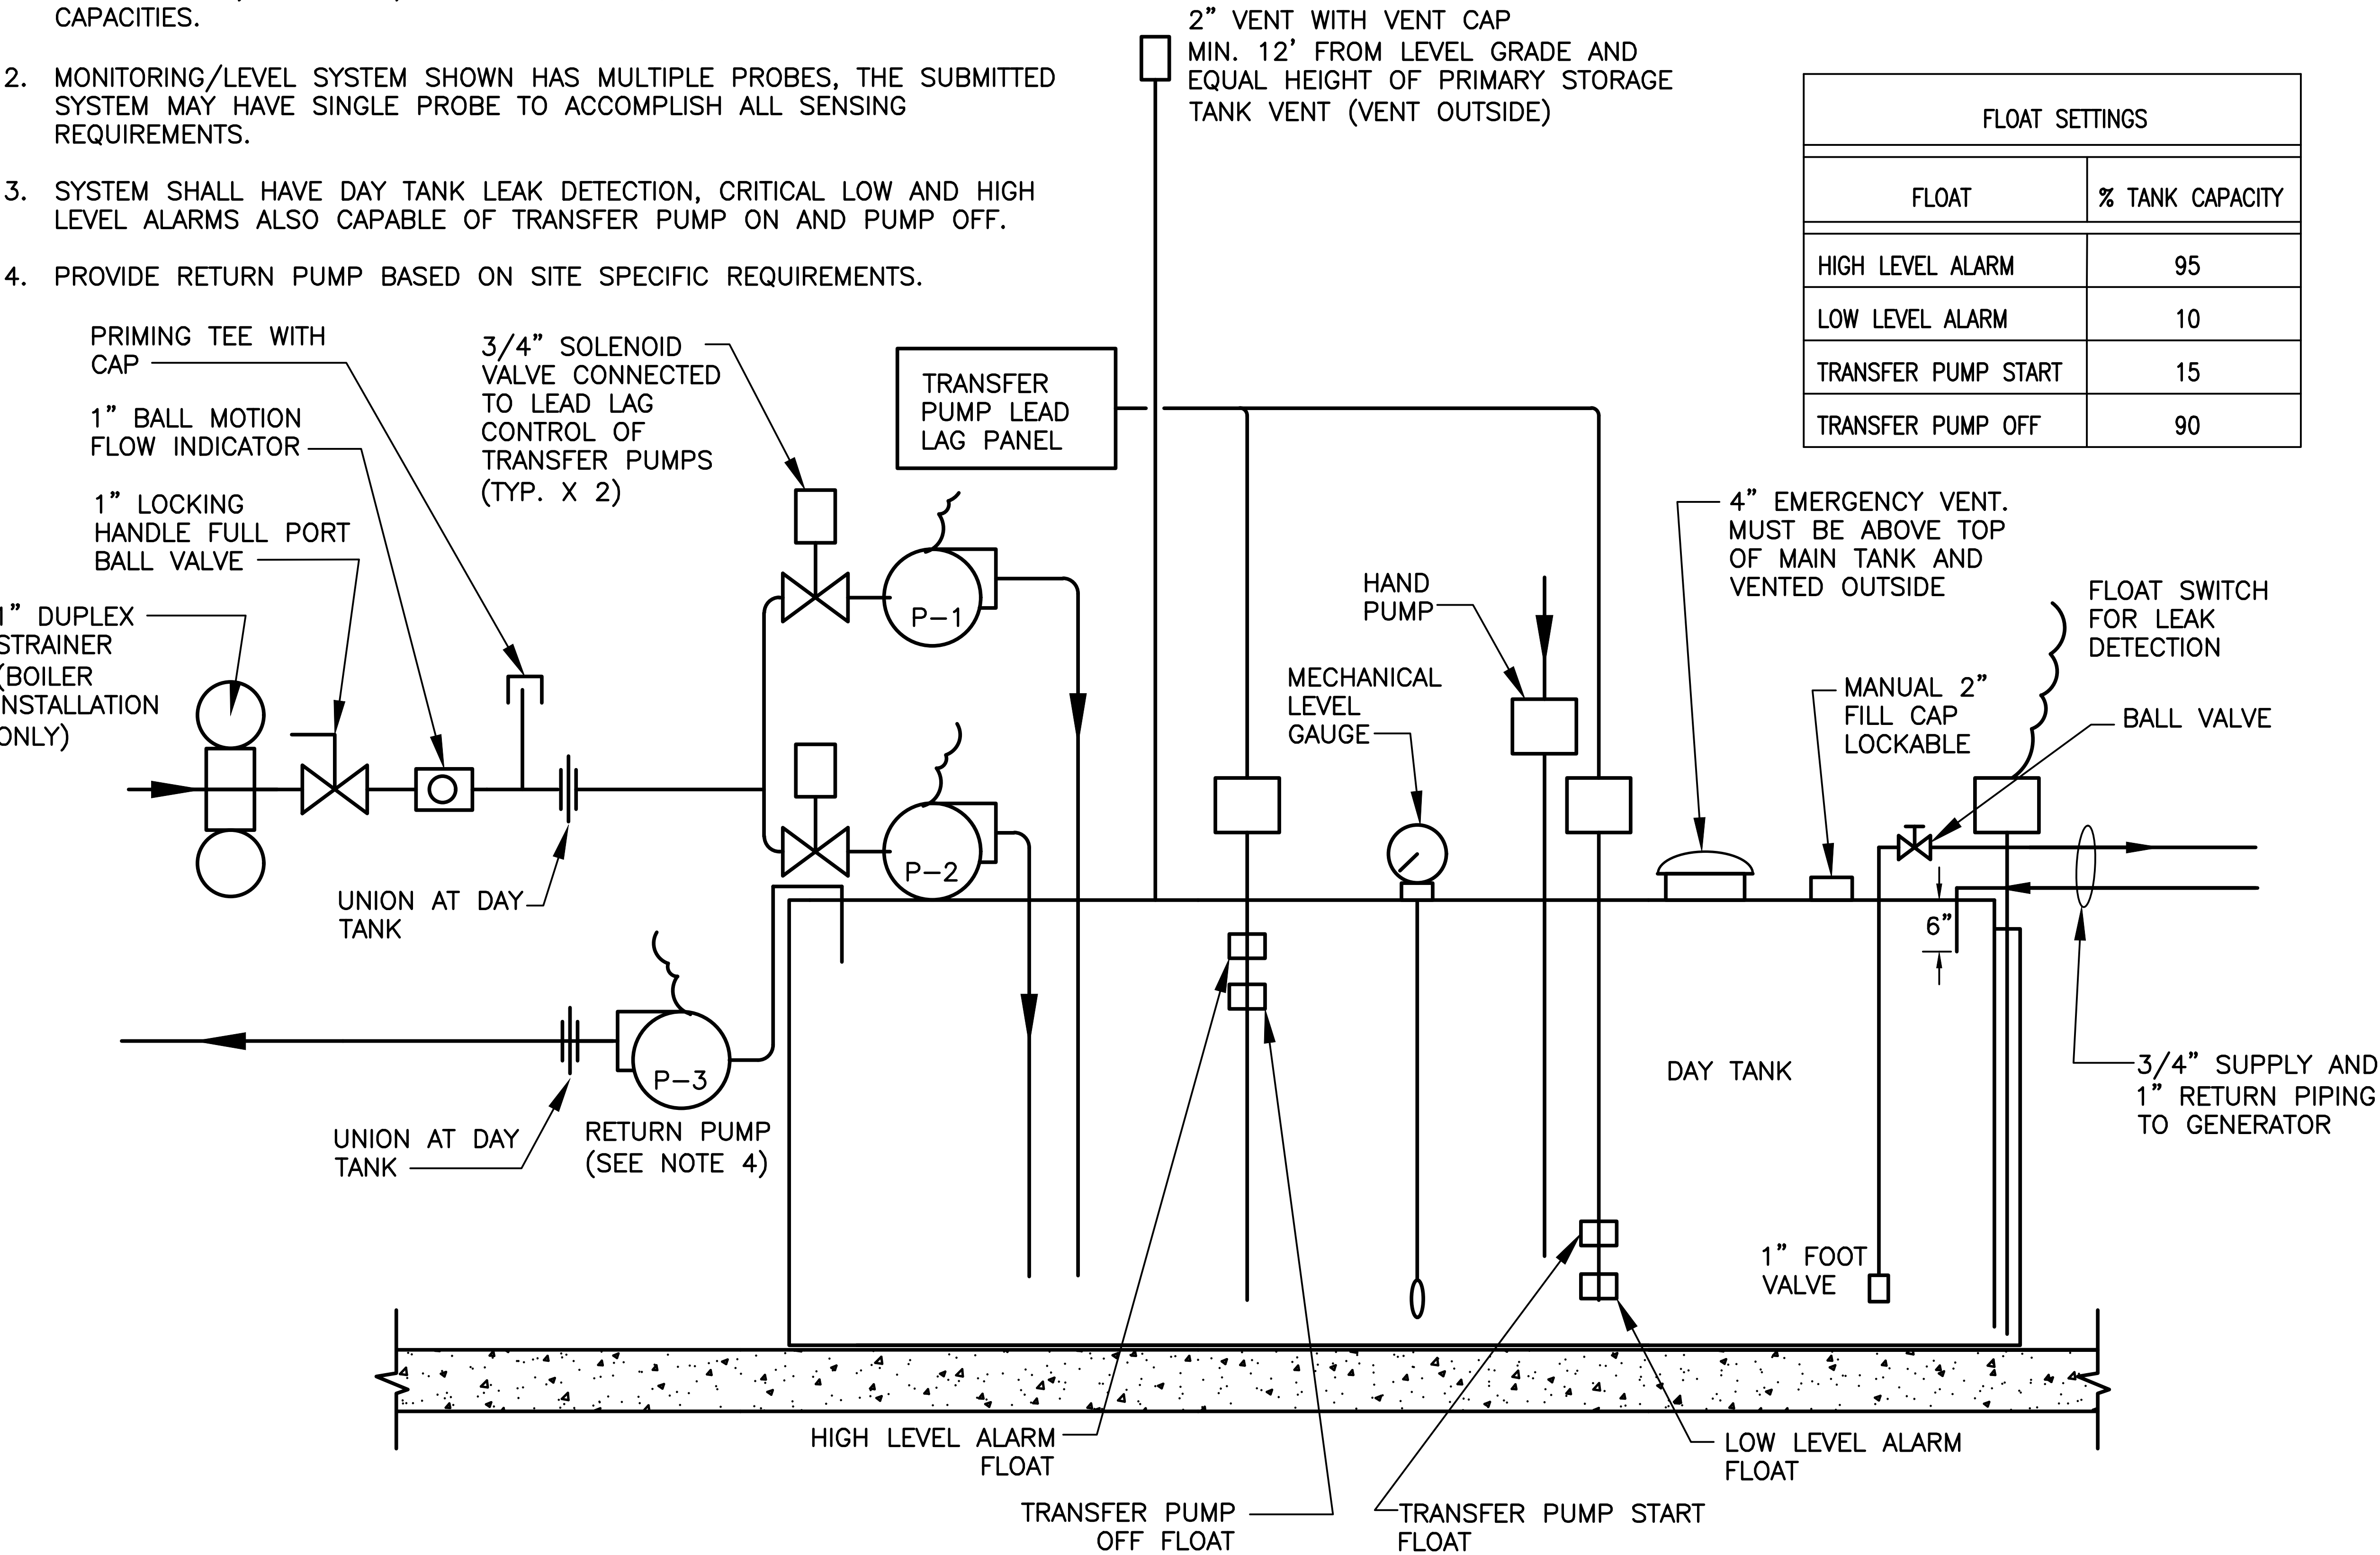 CAPACITIES.
2. MONITORING/LEVEL SYSTEM SHOWN HAS MULTIPLE PROBES, THE SUBMITTED
SYSTEM MAY HAVE SINGLE PROBE TO ACCOMPLISH ALL SENSING
REQUIREMENTS.
3. SYSTEM SHALL HAVE DAY TANK LEAK DETECTION, CRITICAL LOW AND HIGH
LEVEL ALARMS ALSO CAPABLE OF TRANSFER PUMP ON AND PUMP OFF.
4. PROVIDE RETURN PUMP BASED ON SITE SPECIFIC REQUIREMENTS.
2” VENT WITH VENT CAP
MIN. 12’ FROM LEVEL GRADE AND
EQUAL HEIGHT OF PRIMARY STORAGE
TANK VENT (VENT OUTSIDE)
FLOAT SETTINGS
FLOAT % TANK CAPACITY
HIGH LEVEL ALARM 95
LOW LEVEL ALARM 10
TRANSFER PUMP START 15
TRANSFER PUMP OFF 90
PRIMING TEE WITH
CAP
1” BALL MOTION
FLOW INDICATOR
1” LOCKING
HANDLE FULL PORT
BALL VALVE
1” DUPLEX
STRAINER
(BOILER
INSTALLATION
ONLY)
3/4” SOLENOID
VALVE CONNECTED
TO LEAD LAG
CONTROL OF
TRANSFER PUMPS
(TYP. X 2)
TRANSFER
PUMP LEAD
LAG PANEL
P-1
P-2
UNION AT DAY
TANK
P-3
UNION AT DAY
TANK
RETURN PUMP
(SEE NOTE 4)
HAND
PUMP
MECHANICAL
LEVEL
GAUGE
4” EMERGENCY VENT.
MUST BE ABOVE TOP
OF MAIN TANK AND
VENTED OUTSIDE
MANUAL 2”
FILL CAP
LOCKABLE
FLOAT SWITCH
FOR LEAK
DETECTION
BALL VALVE
6”
DAY TANK
3/4” SUPPLY AND
1” RETURN PIPING
TO GENERATOR
1” FOOT
VALVE
HIGH LEVEL ALARM
FLOAT
TRANSFER PUMP
OFF FLOAT
TRANSFER PUMP START
FLOAT
LOW LEVEL ALARM
FLOAT